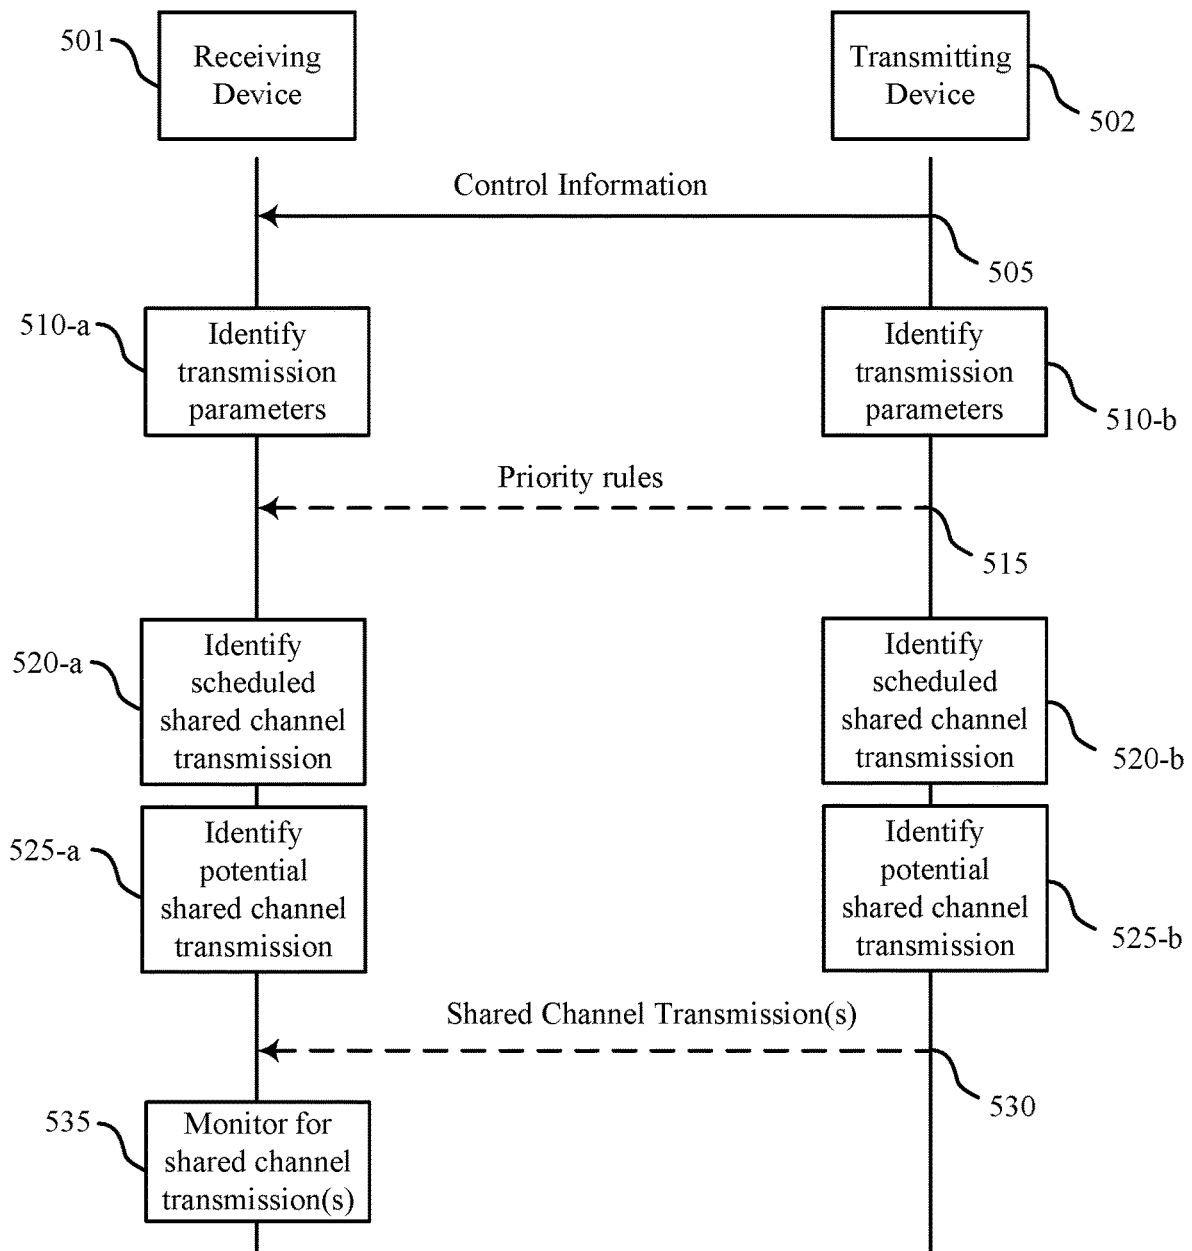 501
Receiving
Device
Transmitting
Device
502
Control Information
505
510-a
Identify
transmission
parameters
Identify
transmission
parameters
510-b
Priority rules
515
520-a
Identify
scheduled
shared channel
transmission
Identify
scheduled
shared channel
transmission
520-b
525-a
Identify
potential
shared channel
transmission
Identify
potential
shared channel
transmission
525-b
Shared Channel Transmission(s)
530
535
Monitor for
shared channel
transmission(s)